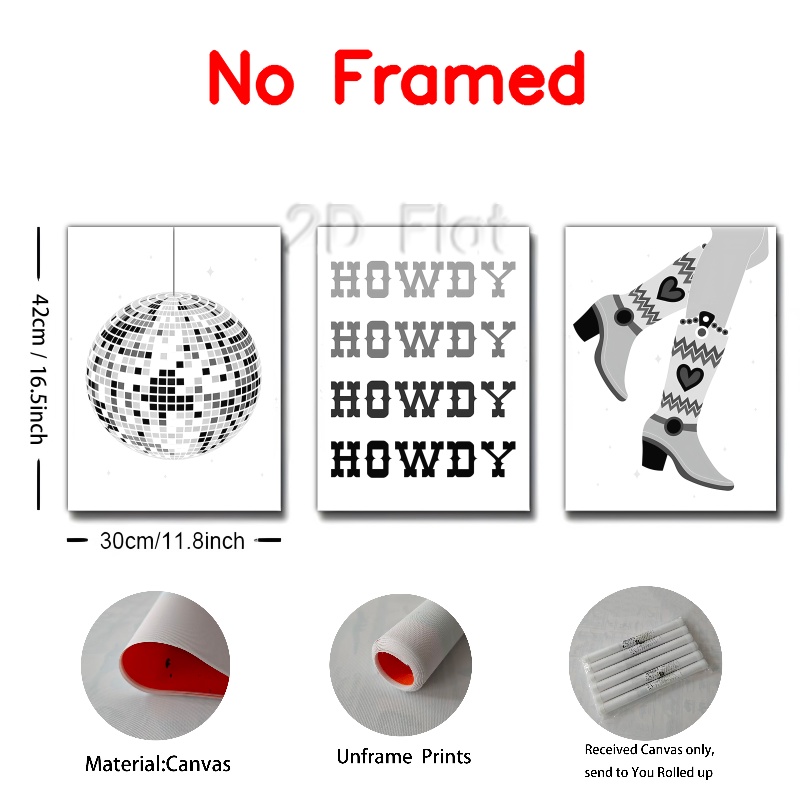 No Framed
2D Flat
42cm / 16.5inch
HOWDY
HOWDY
HOWDY
HOWDY
30cm/11.8inch
Material:Canvas
Unframe Prints
Received Canvas only,
send to You Rolled up